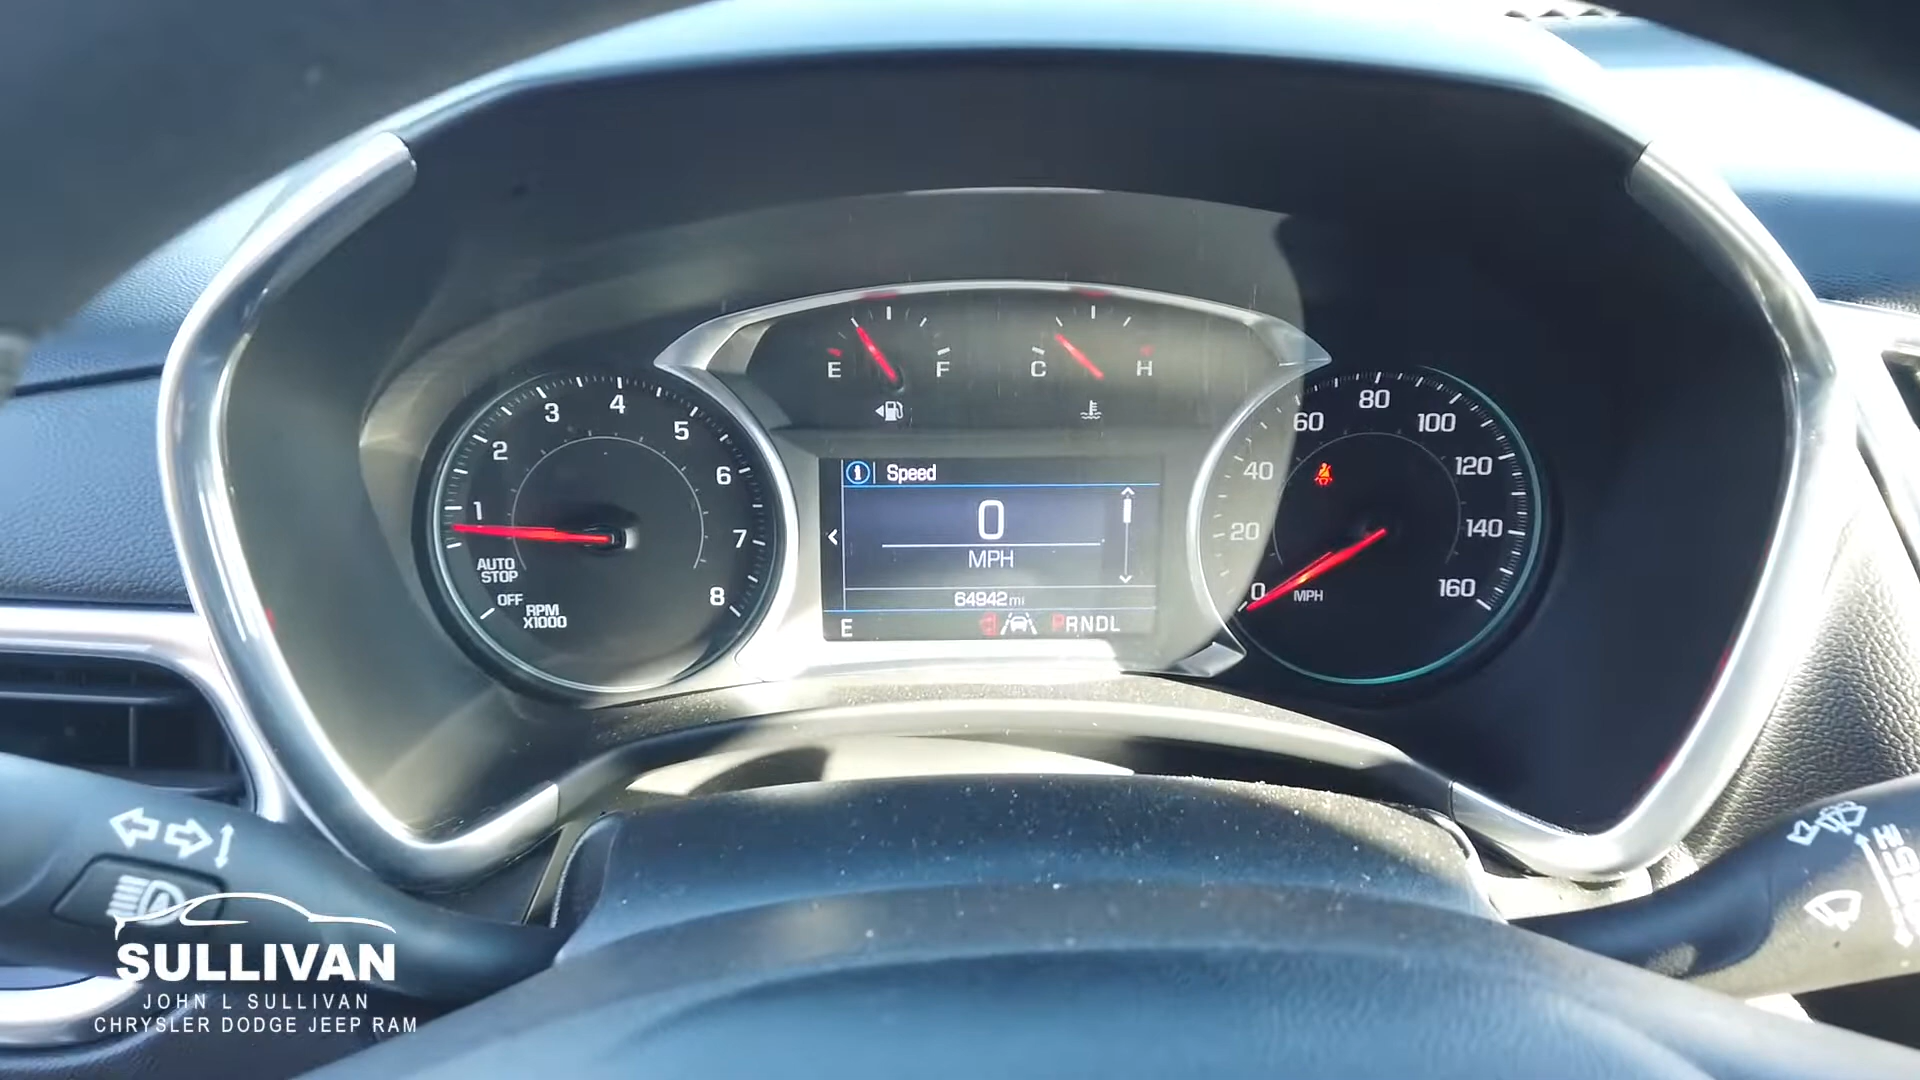 E F
C H
1 2 3 4 5 6 7 8
AUTO
STOP
OFF
RPM
X1000
Speed
0
MPH
64942 mi
E PRNDL
0 20 40 60 80 100 120 140 160
MPH
SULLIVAN
JOHN L SULLIVAN
CHRYSLER DODGE JEEP RAM